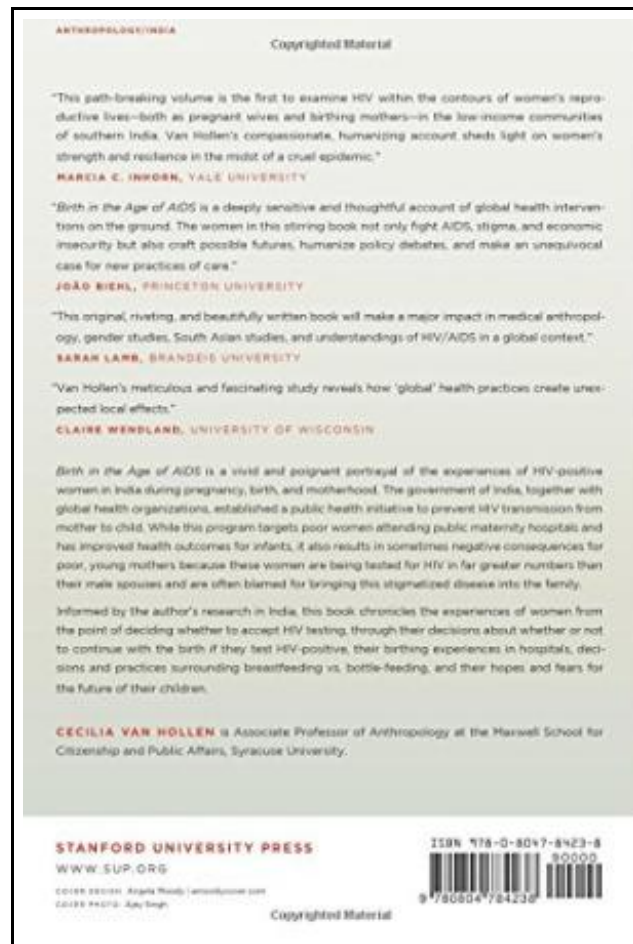 ANTHROPOLOGY/INDIA
Copyrighted Material
"This path-breaking volume is the first to examine HIV within the contours of women's repro-
ductive lives—both as pregnant wives and birthing mothers—in the low-income communities
of southern India. Van Hollen's compassionate, humanizing account sheds light on women's
strength and resilience in the midst of a cruel epidemic."
MARCIA C. INHORN, YALE UNIVERSITY
"Birth in the Age of AIDS is a deeply sensitive and thoughtful account of global health interven-
tions on the ground. The women in this stirring book not only fight AIDS, stigma, and economic
insecurity but also craft possible futures, humanize policy debates, and make an unequivocal
case for new practices of care."
JOÃO BIEHL, PRINCETON UNIVERSITY
"This original, riveting, and beautifully written book will make a major impact in medical anthropol-
ogy, gender studies, South Asian studies, and understandings of HIV/AIDS in a global context."
SARAH LAMB, BRANDEIS UNIVERSITY
"Van Hollen's meticulous and fascinating study reveals how 'global' health practices create unex-
pected local effects."
CLAIRE WENDLAND, UNIVERSITY OF WISCONSIN
Birth in the Age of AIDS is a vivid and poignant portrayal of the experiences of HIV-positive
women in India during pregnancy, birth, and motherhood. The government of India, together with
global health organizations, established a public health initiative to prevent HIV transmission from
mother to child. While this program targets poor women attending public maternity hospitals and
has improved health outcomes for infants, it also results in sometimes negative consequences for
poor, young mothers because these women are being tested for HIV in far greater numbers than
their male spouses and are often blamed for bringing this stigmatized disease into the family.
Informed by the author's research in India, this book chronicles the experiences of women from
the point of deciding whether to accept HIV testing, through their decisions about whether or not
to continue with the birth if they test HIV-positive, their birthing experiences in hospitals, deci-
sions and practices surrounding breastfeeding vs. bottle-feeding, and their hopes and fears for
the future of their children.
CECILIA VAN HOLLEN is Associate Professor of Anthropology at the Maxwell School for
Citizenship and Public Affairs, Syracuse University.
STANFORD UNIVERSITY PRESS
WWW.SUP.ORG
COVER DESIGN: Angela Moody |
COVER PHOTO: Ajay Singh
ISBN 978-0-8047-8423-8
90000
9 780804 784238
Copyrighted Material